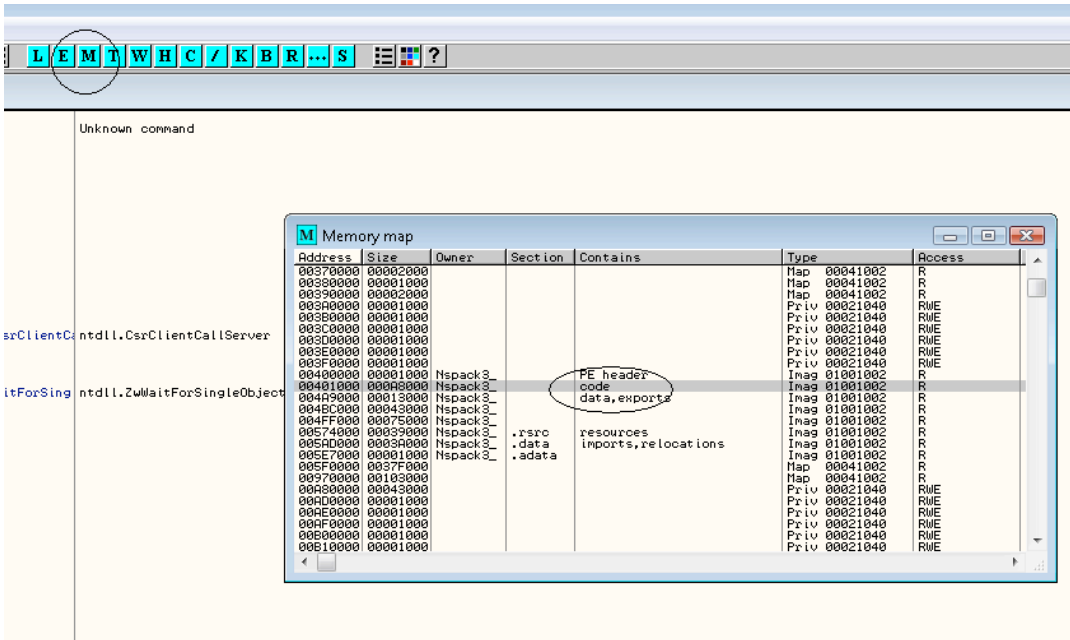 L E M T W H C / K B R ... S ?
Unknown command
M Memory map
Address Size Owner Section Contains Type Access
00370000 00002000 Map 00041002 R
00380000 00001000 Map 00041002 R
00390000 00002000 Map 00041002 R
003A0000 00001000 Priv 00021040 RWE
003B0000 00001000 Priv 00021040 RWE
003C0000 00001000 Priv 00021040 RWE
003D0000 00001000 Priv 00021040 RWE
003E0000 00001000 Priv 00021040 RWE
003F0000 00001000 Priv 00021040 RWE
00400000 00001000 Nspack3_ PE header Imag 01001002 R
srClientCa ntdll.CsrClientCallServer
00401000 000A8000 Nspack3_ code Imag 01001002 R
itForSing ntdll.ZwWaitForSingleObject
004A9000 00013000 Nspack3_ data,exports Imag 01001002 R
004BC000 00043000 Nspack3_ Imag 01001002 R
004FF000 00075000 Nspack3_ Imag 01001002 R
00574000 00039000 Nspack3_ .rsrc resources Imag 01001002 R
005AD000 0003A000 Nspack3_ .data imports,relocations Imag 01001002 R
005E7000 00001000 Nspack3_ .adata Imag 01001002 R
005F0000 0037F000 Map 00041002 R
00970000 00103000 Map 00041002 R
00A80000 00043000 Priv 00021040 RWE
00AD0000 00001000 Priv 00021040 RWE
00AE0000 00001000 Priv 00021040 RWE
00AF0000 00001000 Priv 00021040 RWE
00B00000 00001000 Priv 00021040 RWE
00B10000 00001000 Priv 00021040 RWE